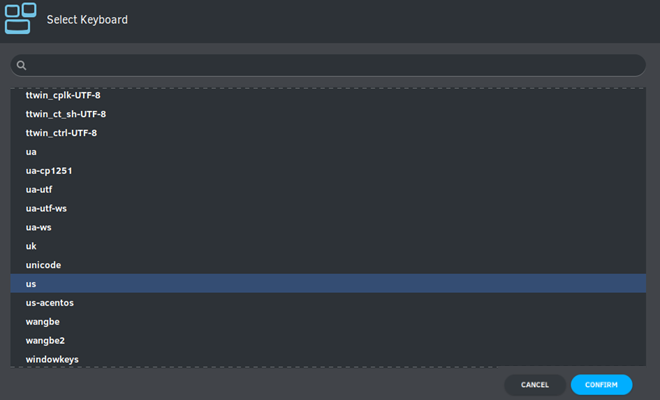 Select Keyboard
ttwin_cplk-UTF-8
ttwin_ct_sh-UTF-8
ttwin_ctrl-UTF-8
ua
ua-cp1251
ua-utf
ua-utf-ws
ua-ws
uk
unicode
us
us-acentos
wangbe
wangbe2
windowkeys
CANCEL
CONFIRM